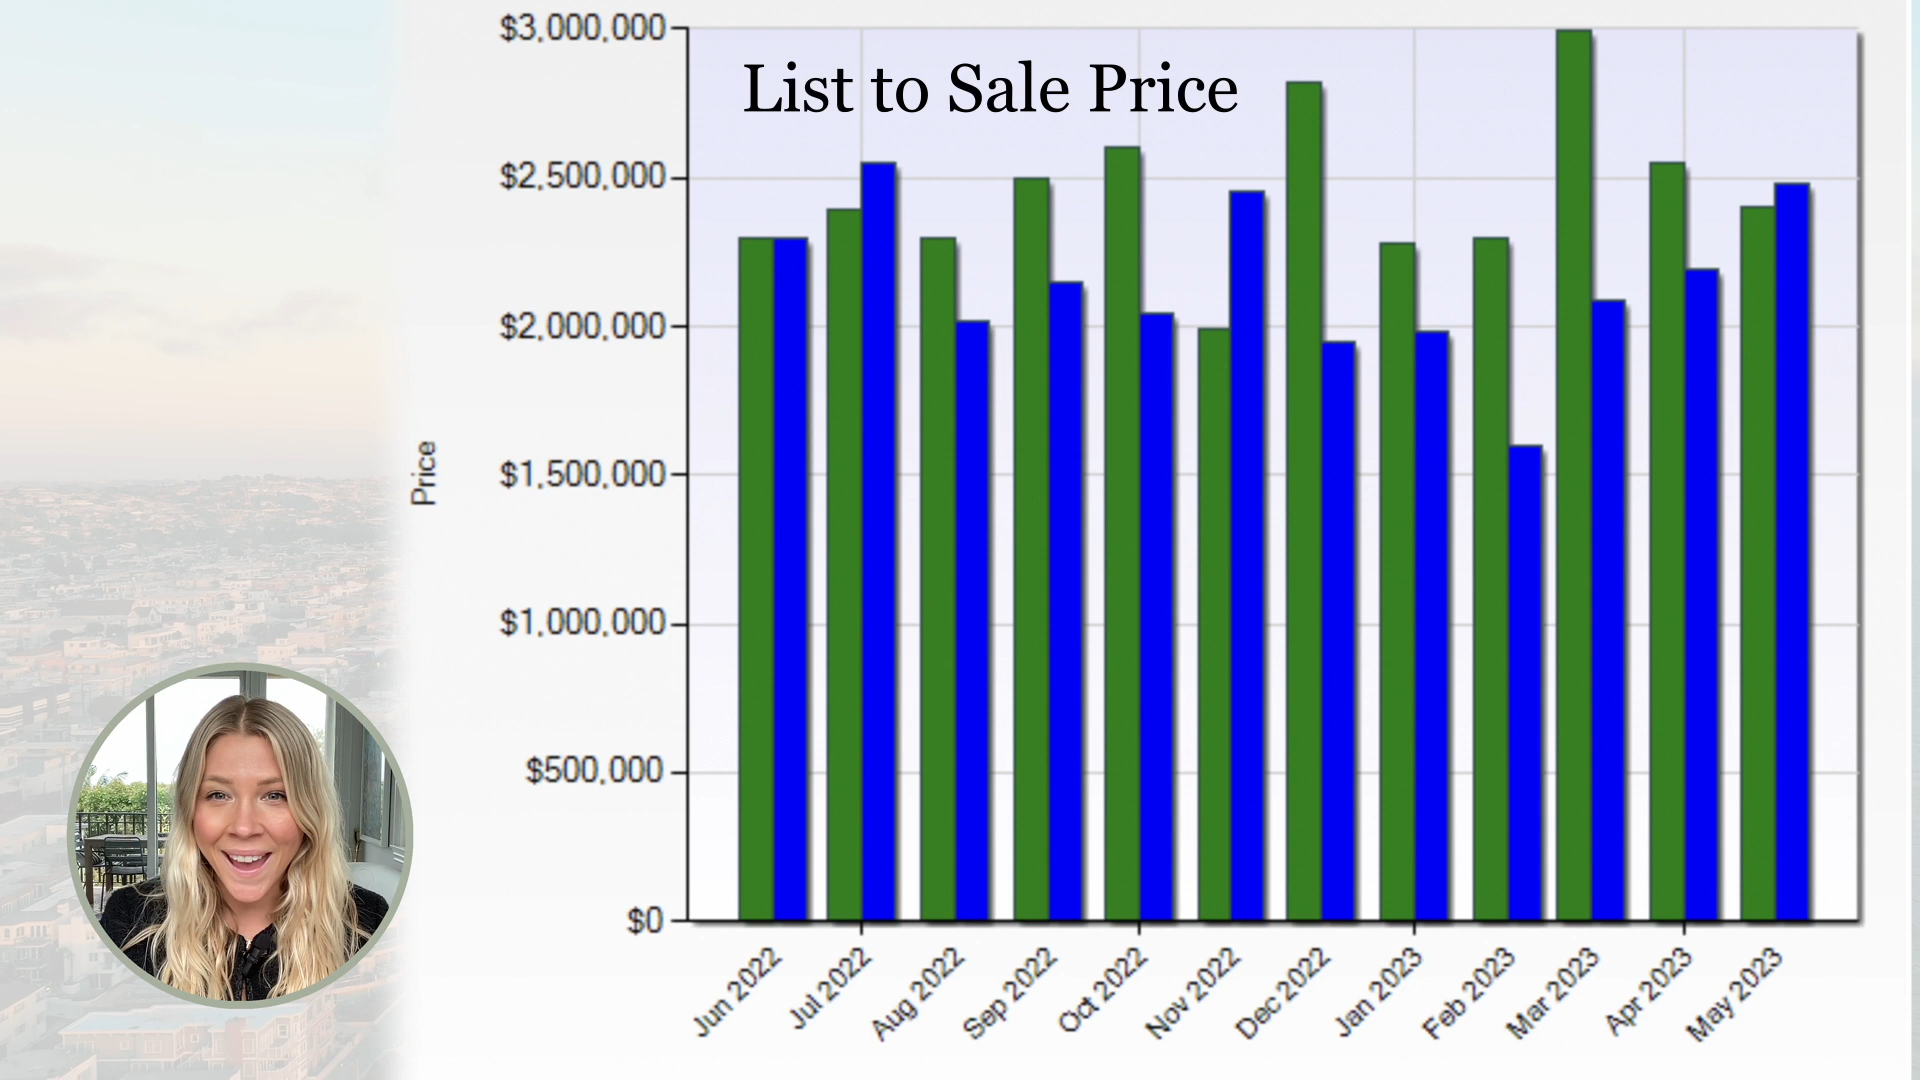 List to Sale Price
$3,000,000
$2,500,000
$2,000,000
$1,500,000
$1,000,000
$500,000
$0
Price
Jun 2022
Jul 2022
Aug 2022
Sep 2022
Oct 2022
Nov 2022
Dec 2022
Jan 2023
Feb 2023
Mar 2023
Apr 2023
May 2023